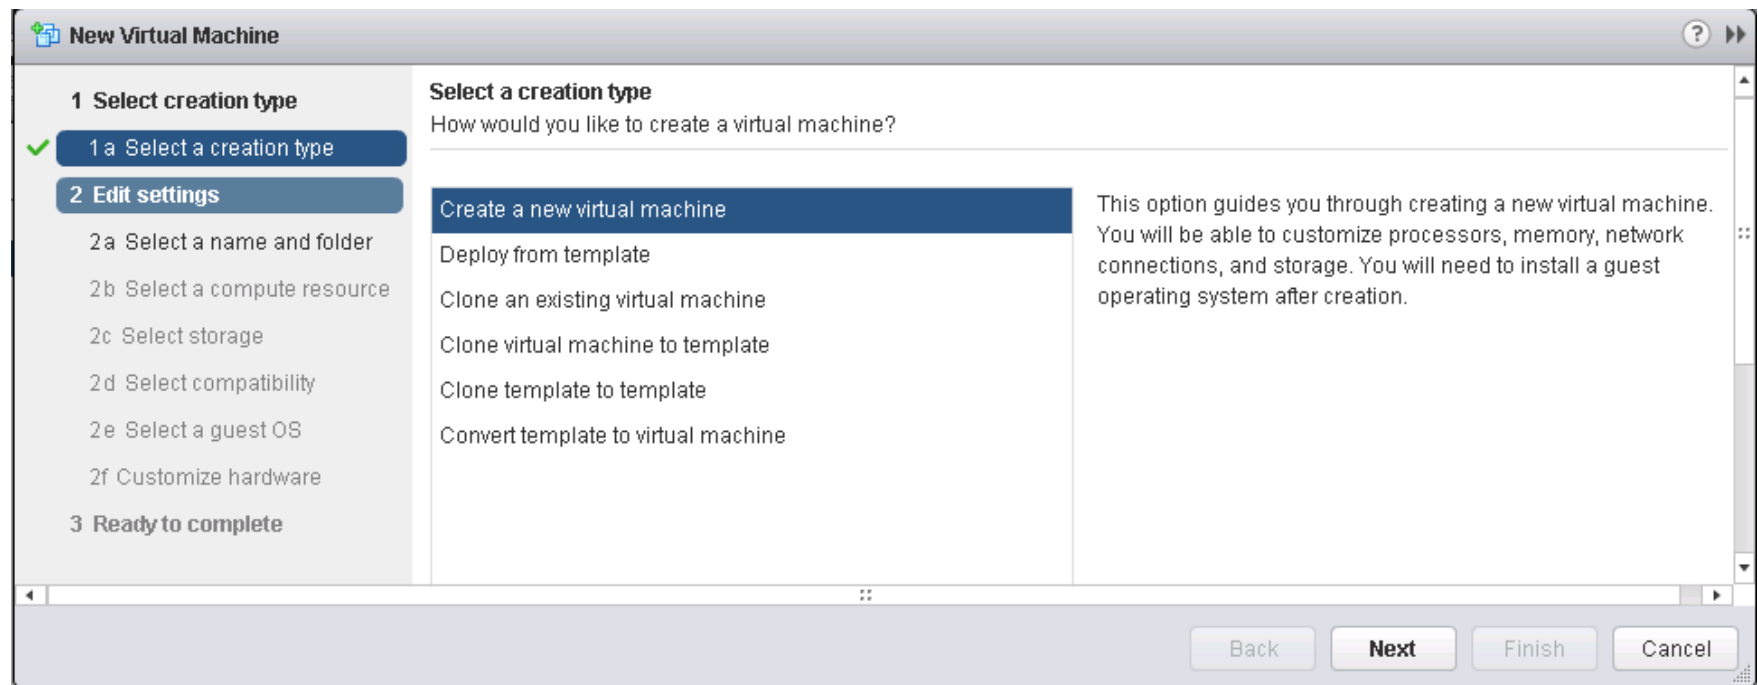 New Virtual Machine
?
1 Select creation type
1a Select a creation type
2 Edit settings
2a Select a name and folder
2b Select a compute resource
2c Select storage
2d Select compatibility
2e Select a guest OS
2f Customize hardware
3 Ready to complete
Select a creation type
How would you like to create a virtual machine?
Create a new virtual machine
Deploy from template
Clone an existing virtual machine
Clone virtual machine to template
Clone template to template
Convert template to virtual machine
This option guides you through creating a new virtual machine.
You will be able to customize processors, memory, network
connections, and storage. You will need to install a guest
operating system after creation.
Back
Next
Finish
Cancel